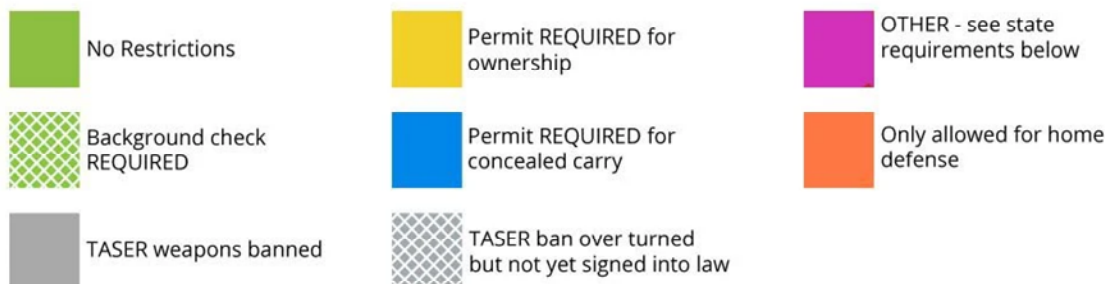 No Restrictions
Permit REQUIRED for
ownership
OTHER - see state
requirements below
Background check
REQUIRED
Permit REQUIRED for
concealed carry
Only allowed for home
defense
TASER weapons banned
TASER ban over turned
but not yet signed into law